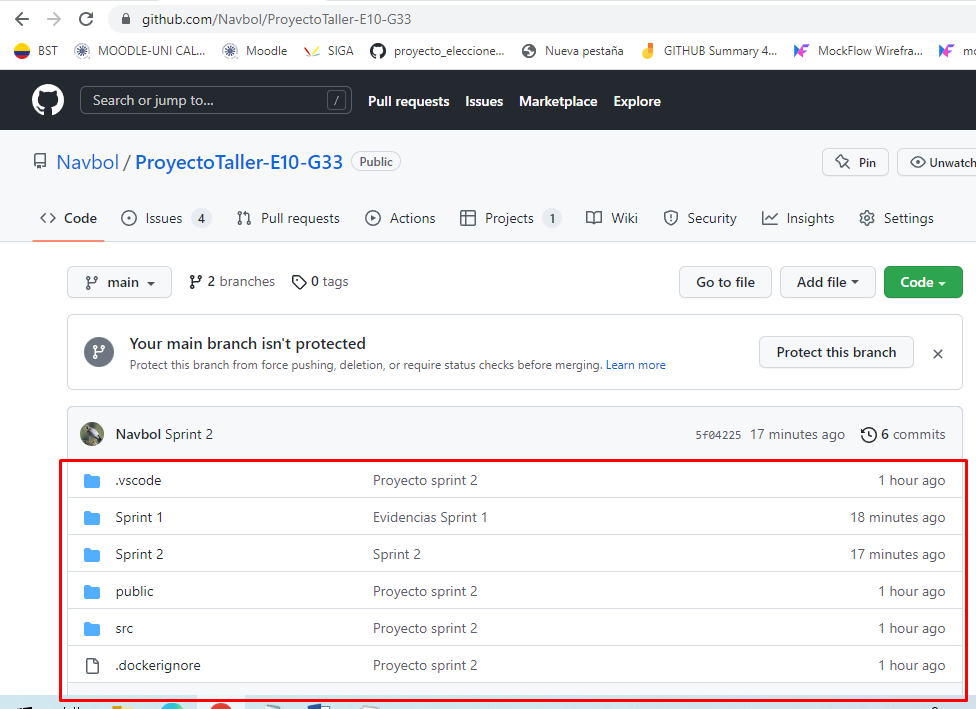 github.com/Navbol/ProyectoTaller-E10-G33
BST MOODLE-UNI CAL... Moodle SIGA proyecto_eleccione... Nueva pestaña GITHUB Summary 4... MockFlow Wirefra... mo
Search or jump to... / Pull requests Issues Marketplace Explore
Navbol / ProyectoTaller-E10-G33 Public Pin Unwatch
Code Issues 4 Pull requests Actions Projects 1 Wiki Security Insights Settings
main 2 branches 0 tags Go to file Add file Code
Your main branch isn't protected
Protect this branch from force pushing, deletion, or require status checks before merging. Learn more
Protect this branch
Navbol Sprint 2 5f04225 17 minutes ago 6 commits
.vscode Proyecto sprint 2 1 hour ago
Sprint 1 Evidencias Sprint 1 18 minutes ago
Sprint 2 Sprint 2 17 minutes ago
public Proyecto sprint 2 1 hour ago
src Proyecto sprint 2 1 hour ago
.dockerignore Proyecto sprint 2 1 hour ago